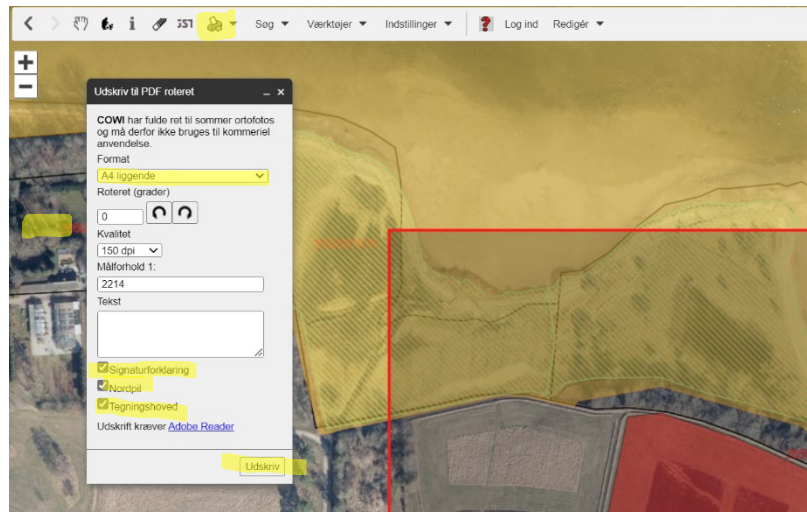 Søg Værktøjer Indstillinger Log ind Redigér
Udskriv til PDF roteret
COWI har fulde ret til sommer ortofotos
og må derfor ikke bruges til kommeriel
anvendelse.
Format
A4 liggende
Roteret (grader)
0
Kvalitet
150 dpi
Målforhold 1:
2214
Tekst
Signaturforklaring
Nordpil
Tegningshoved
Udskrift kræver Adobe Reader
Udskriv